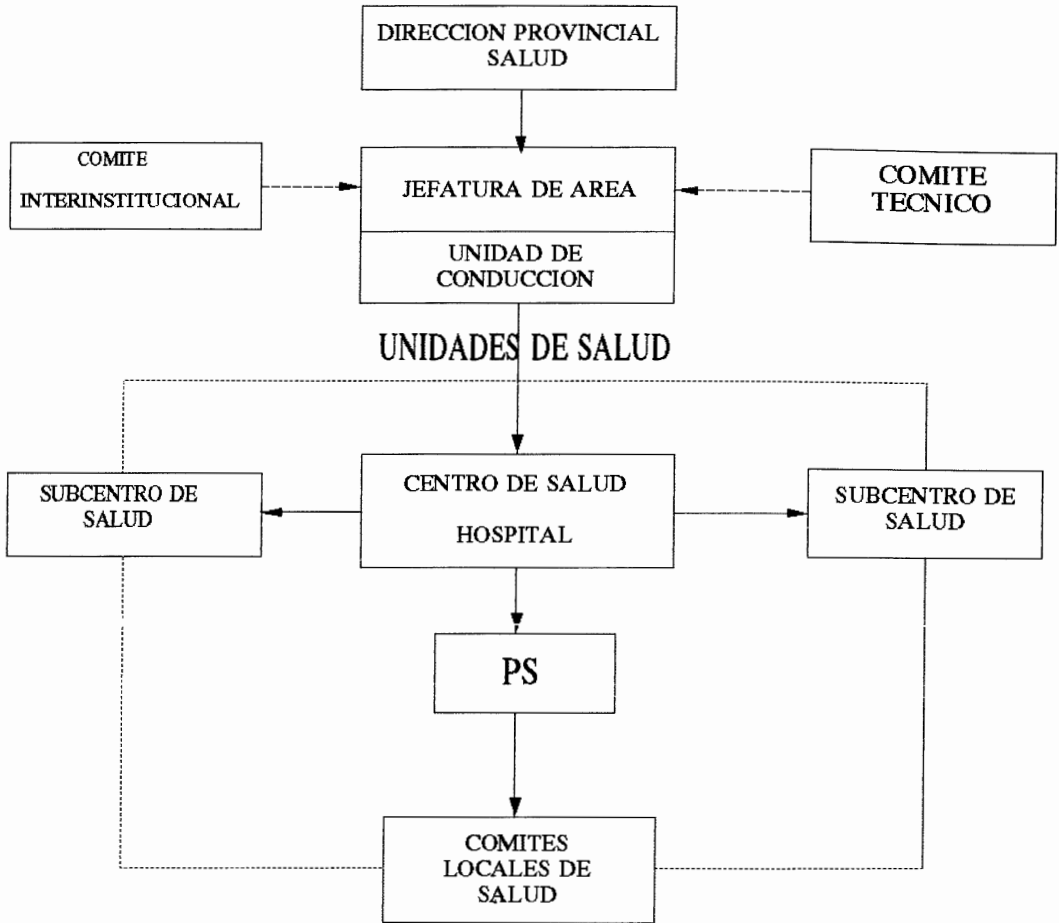 DIRECCION PROVINCIAL
SALUD
COMITE
INTERINSTITUCIONAL
JEFATURA DE AREA
COMITE
TECNICO
UNIDAD DE
CONDUCCION
UNIDADES DE SALUD
SUBCENTRO DE
SALUD
CENTRO DE SALUD
HOSPITAL
SUBCENTRO DE
SALUD
PS
COMITES
LOCALES DE
SALUD